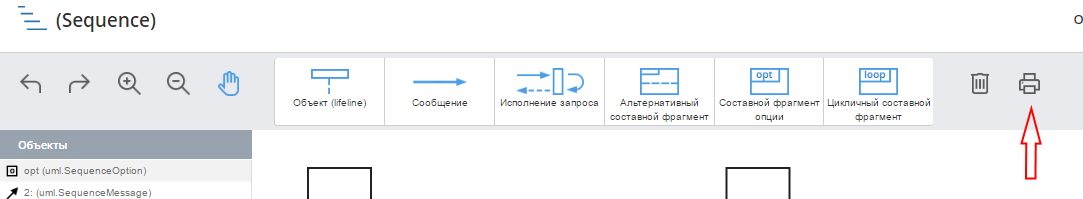 (Sequence)
О
Объект (lifeline)
Сообщение
Исполнение запроса
Альтернативный
составной фрагмент
opt
Составной фрагмент
опции
loop
Цикличный составной
фрагмент
Объекты
opt (uml.SequenceOption)
2: (uml.SequenceMessage)